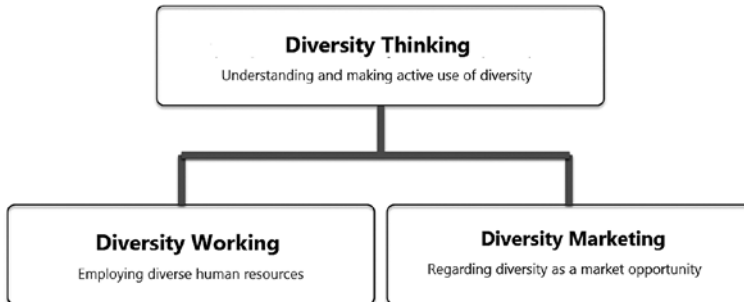 Diversity Thinking
Understanding and making active use of diversity
Diversity Working
Employing diverse human resources
Diversity Marketing
Regarding diversity as a market opportunity